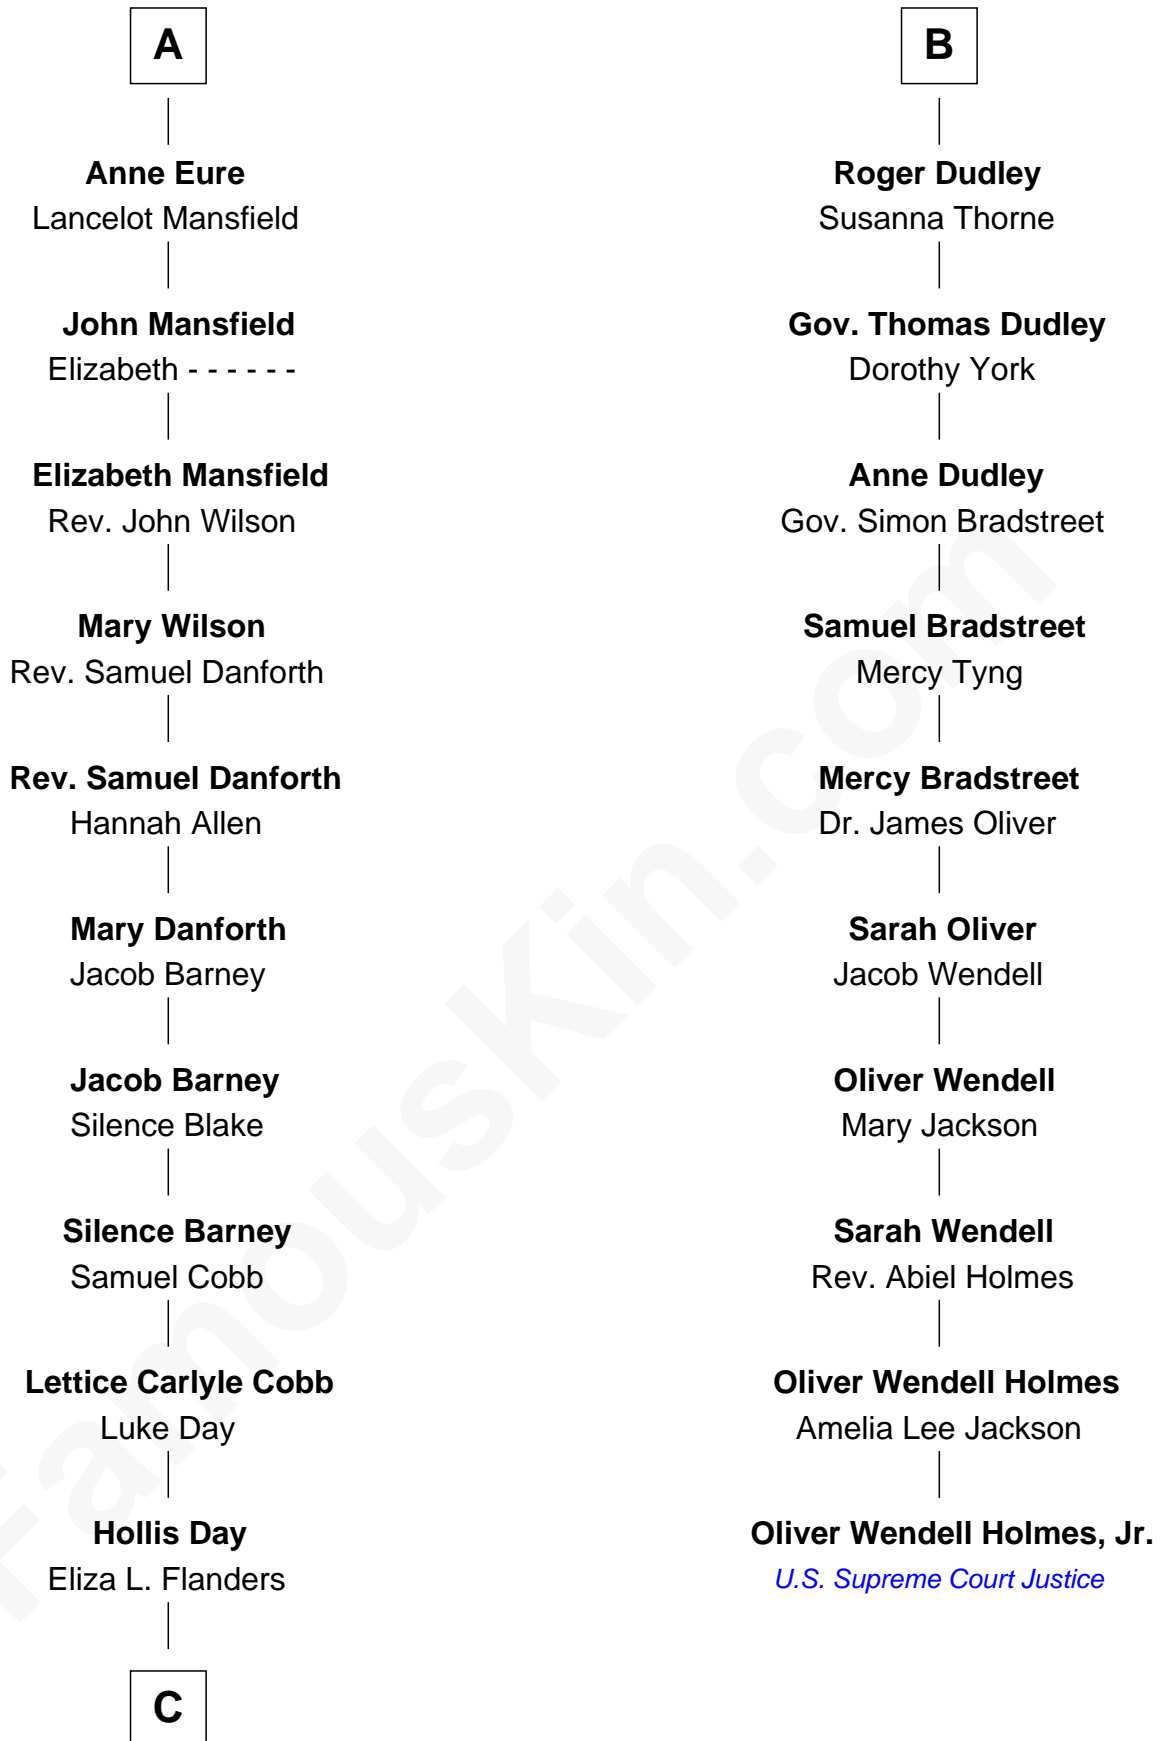 A
Anne Eure
Lancelot Mansfield
John Mansfield
Elizabeth - - - - - -
Elizabeth Mansfield
Rev. John Wilson
Mary Wilson
Rev. Samuel Danforth
Rev. Samuel Danforth
Hannah Allen
Mary Danforth
Jacob Barney
Jacob Barney
Silence Blake
Silence Barney
Samuel Cobb
Lettice Carlyle Cobb
Luke Day
Hollis Day
Eliza L. Flanders
C
B
Roger Dudley
Susanna Thorne
Gov. Thomas Dudley
Dorothy York
Anne Dudley
Gov. Simon Bradstreet
Samuel Bradstreet
Mercy Tyng
Mercy Bradstreet
Dr. James Oliver
Sarah Oliver
Jacob Wendell
Oliver Wendell
Mary Jackson
Sarah Wendell
Rev. Abiel Holmes
Oliver Wendell Holmes
Amelia Lee Jackson
Oliver Wendell Holmes, Jr.
U.S. Supreme Court Justice
FamousKin.com